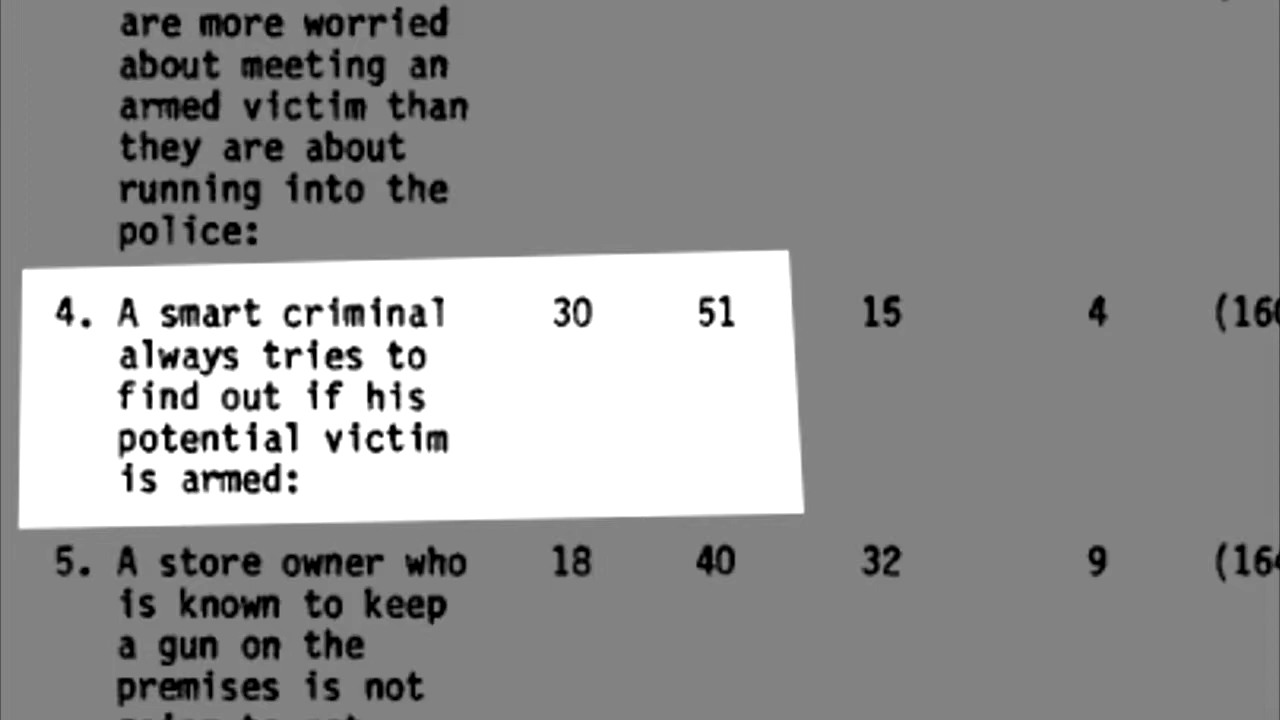 are more worried
about meeting an
armed victim than
they are about
running into the
police:
4. A smart criminal 30 51 15 4
always tries to
find out if his
potential victim
is armed:
5. A store owner who 18 40 32 9
is known to keep
a gun on the
premises is not